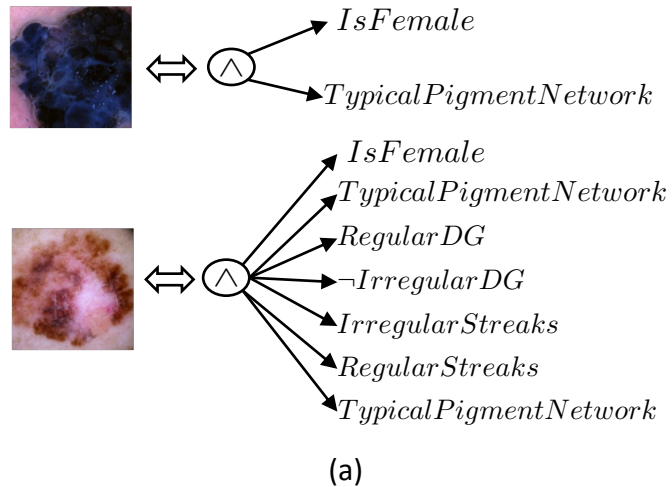 IsFemale
∧
TypicalPigmentNetwork
IsFemale
TypicalPigmentNetwork
RegularDG
∧
¬IrregularDG
IrregularStreaks
RegularStreaks
TypicalPigmentNetwork
(a)